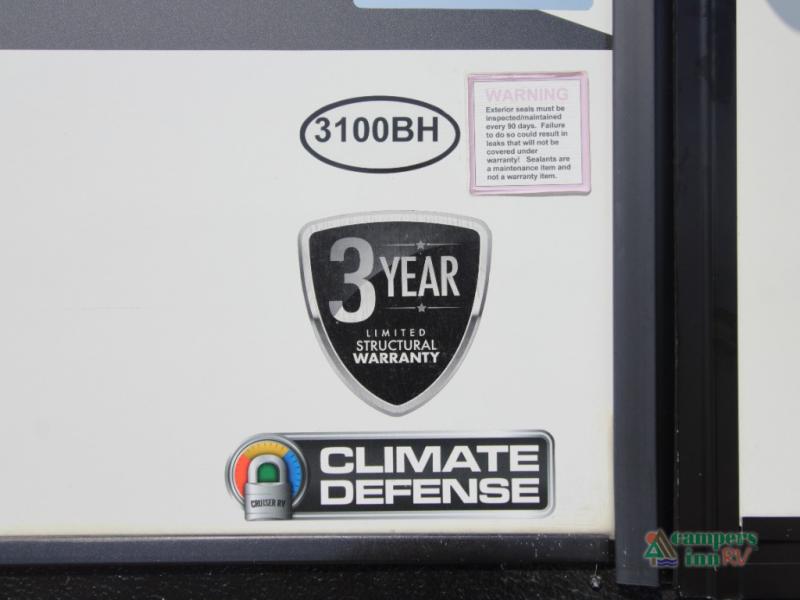 3100BH
WARNING
Exterior seals must be
inspected/maintained
every 90 days. Failure
to do so could result in
leaks that will not be
covered under
warranty! Sealants are
a maintenance item and
not a warranty item.
3 YEAR
LIMITED
STRUCTURAL
WARRANTY
CLIMATE
DEFENSE
CRUISER RV
campers
inn RV